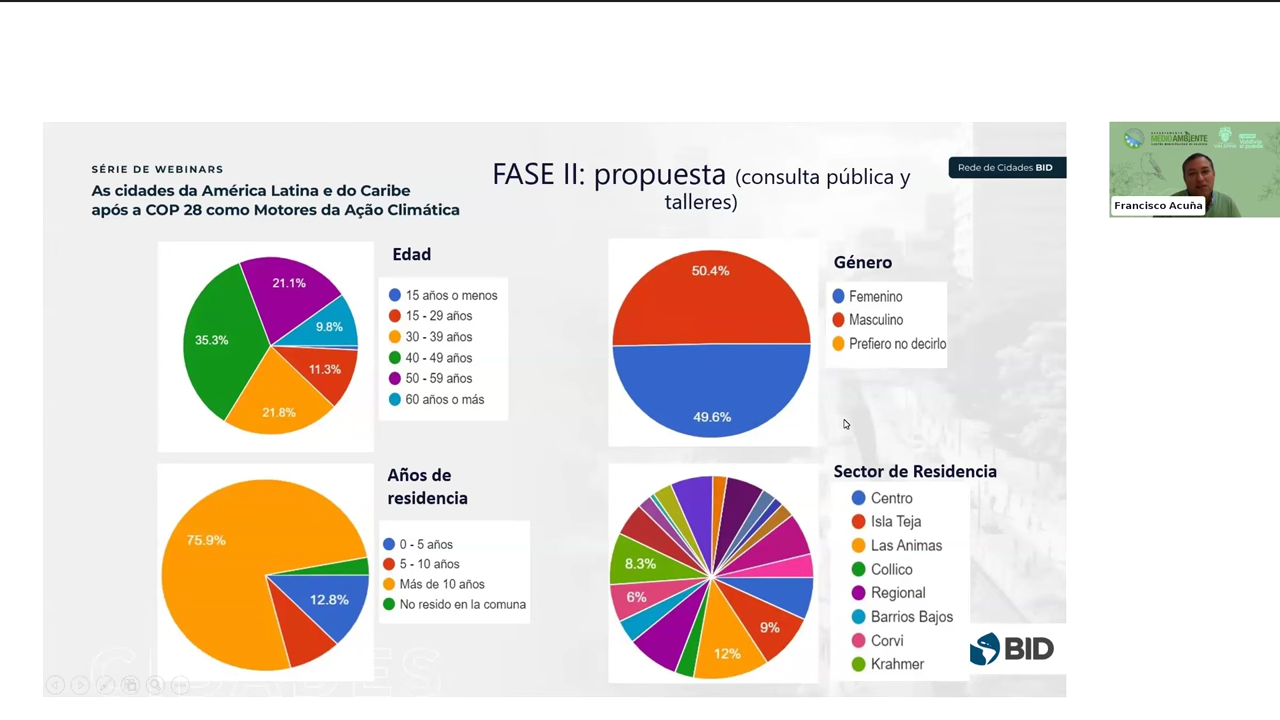 SÉRIE DE WEBINARS
As cidades da América Latina e do Caribe
após a COP 28 como Motores da Ação Climática
FASE II: propuesta (consulta pública y
talleres)
Rede de Cidades BID
Edad
21.1%
9.8%
35.3%
11.3%
21.8%
15 años o menos
15 - 29 años
30 - 39 años
40 - 49 años
50 - 59 años
60 años o más
Género
50.4%
49.6%
Femenino
Masculino
Prefiero no decirlo
Años de
residencia
75.9%
12.8%
0 - 5 años
5 - 10 años
Más de 10 años
No resido en la comuna
Sector de Residencia
8.3%
6%
9%
12%
Centro
Isla Teja
Las Animas
Collico
Regional
Barrios Bajos
Corvi
Krahmer
BID
MEDIOAMBIENTE
Francisco Acuña